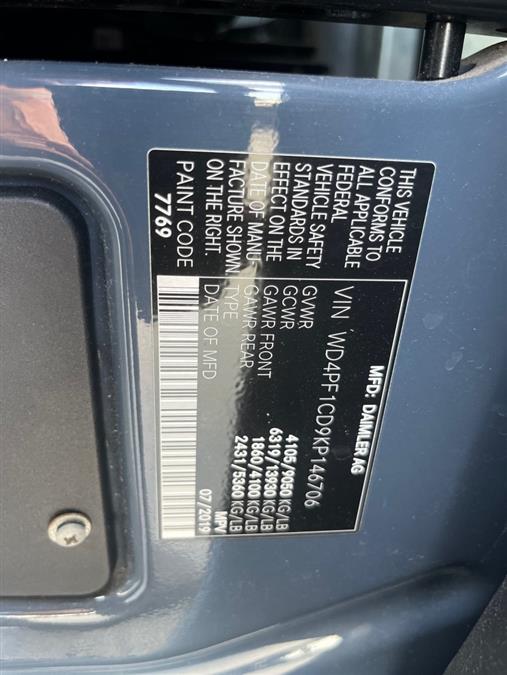 MFD: DAIMLER AG
VIN WD4PF1CD9KP146706
THIS VEHICLE
CONFORMS TO
ALL APPLICABLE
FEDERAL
VEHICLE SAFETY
STANDARDS IN
EFFECT ON THE
DATE OF MANU-
FACTURE SHOWN
ON THE RIGHT.
PAINT CODE
7769
GVWR 4105/9050 KG/LB
GCWR 6319/13930 KG/LB
GAWR FRONT 1860/4100 KG/LB
GAWR REAR 2431/5360 KG/LB
TYPE MPV
DATE OF MFD 07/2019